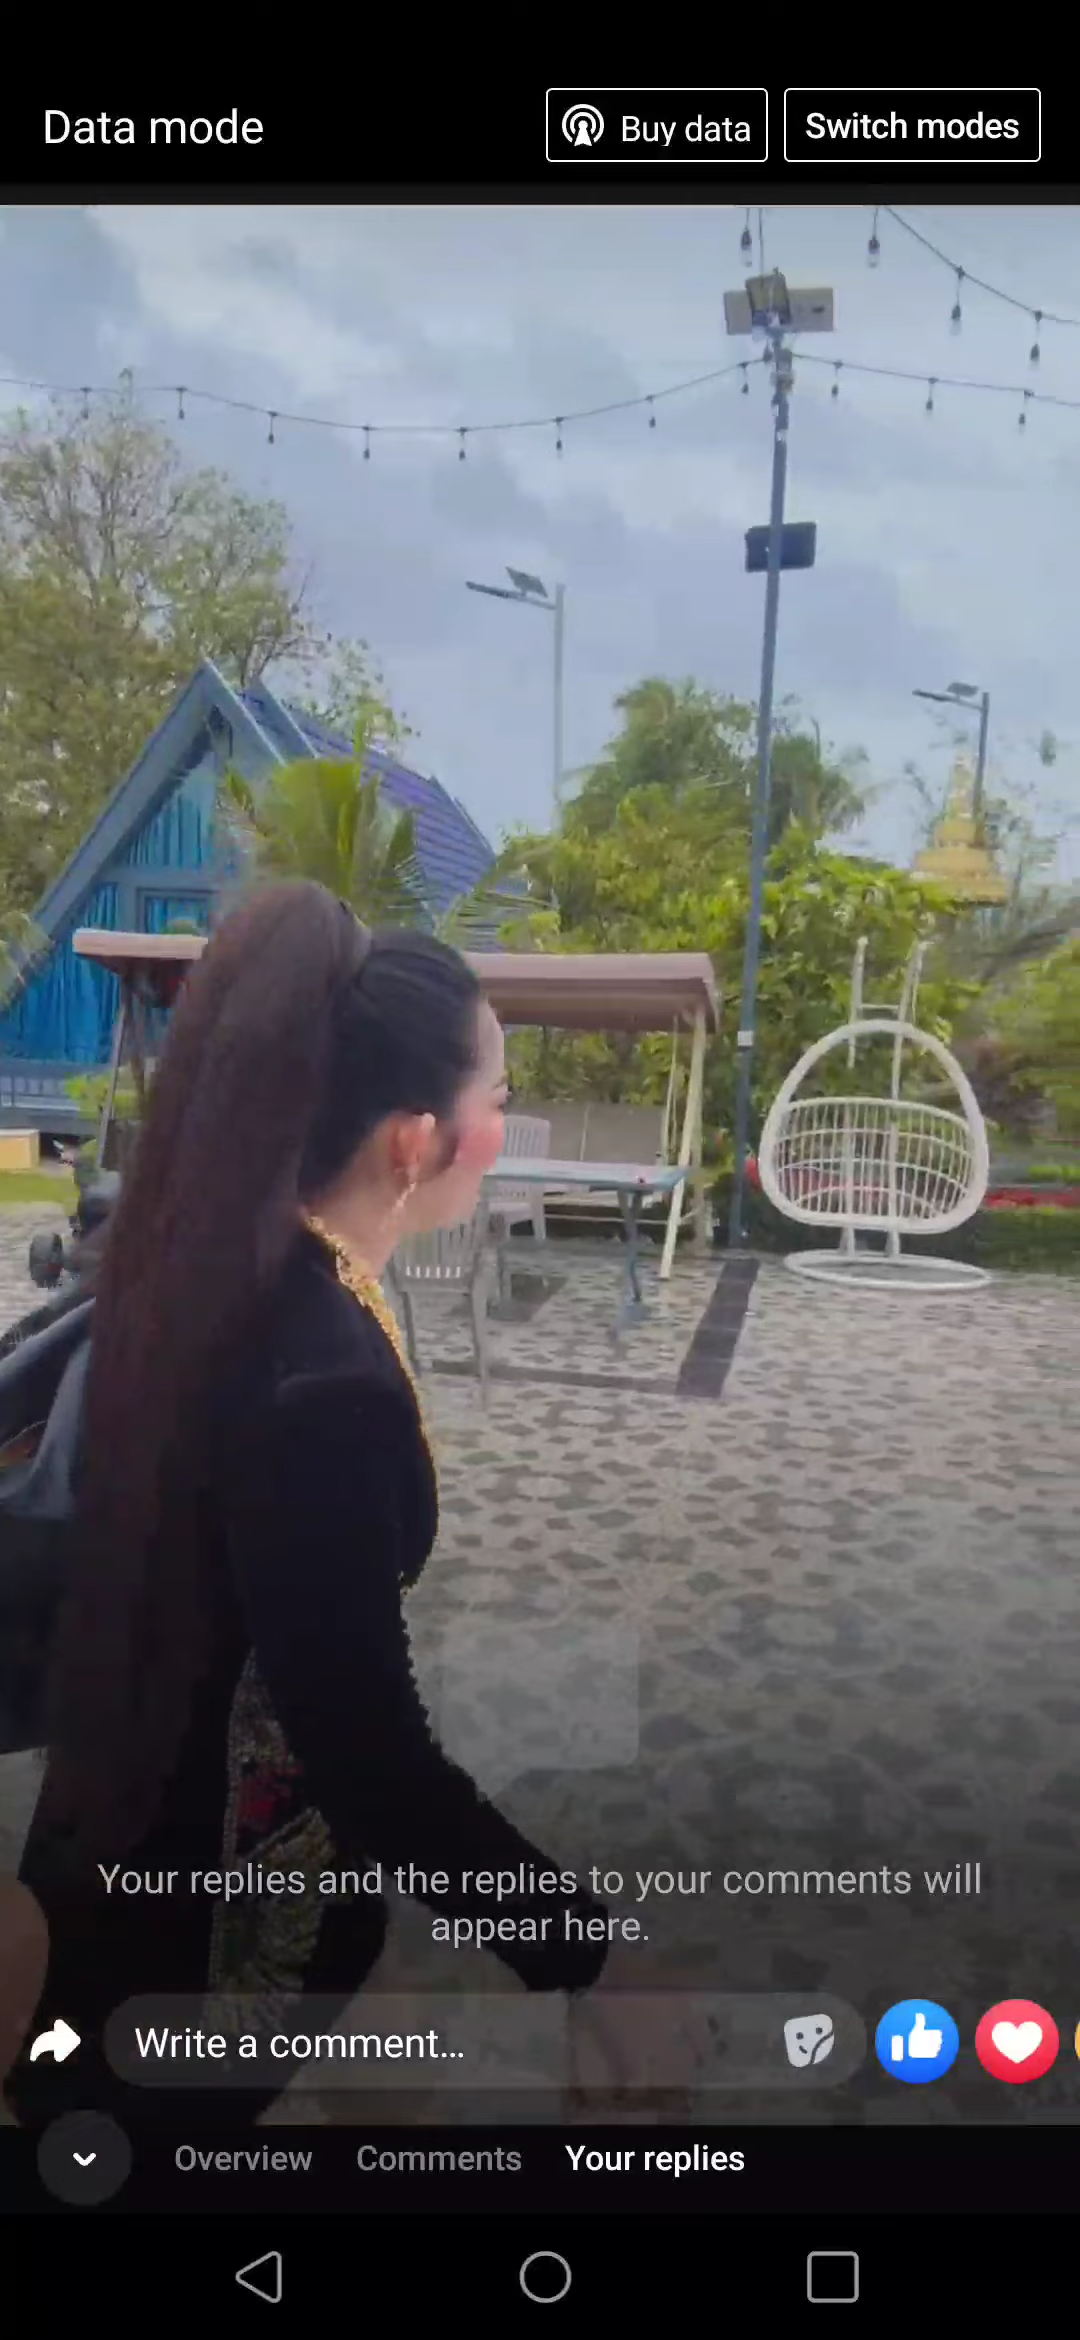 Data mode
Buy data
Switch modes
Your replies and the replies to your comments will
appear here.
Write a comment...
Overview
Comments
Your replies